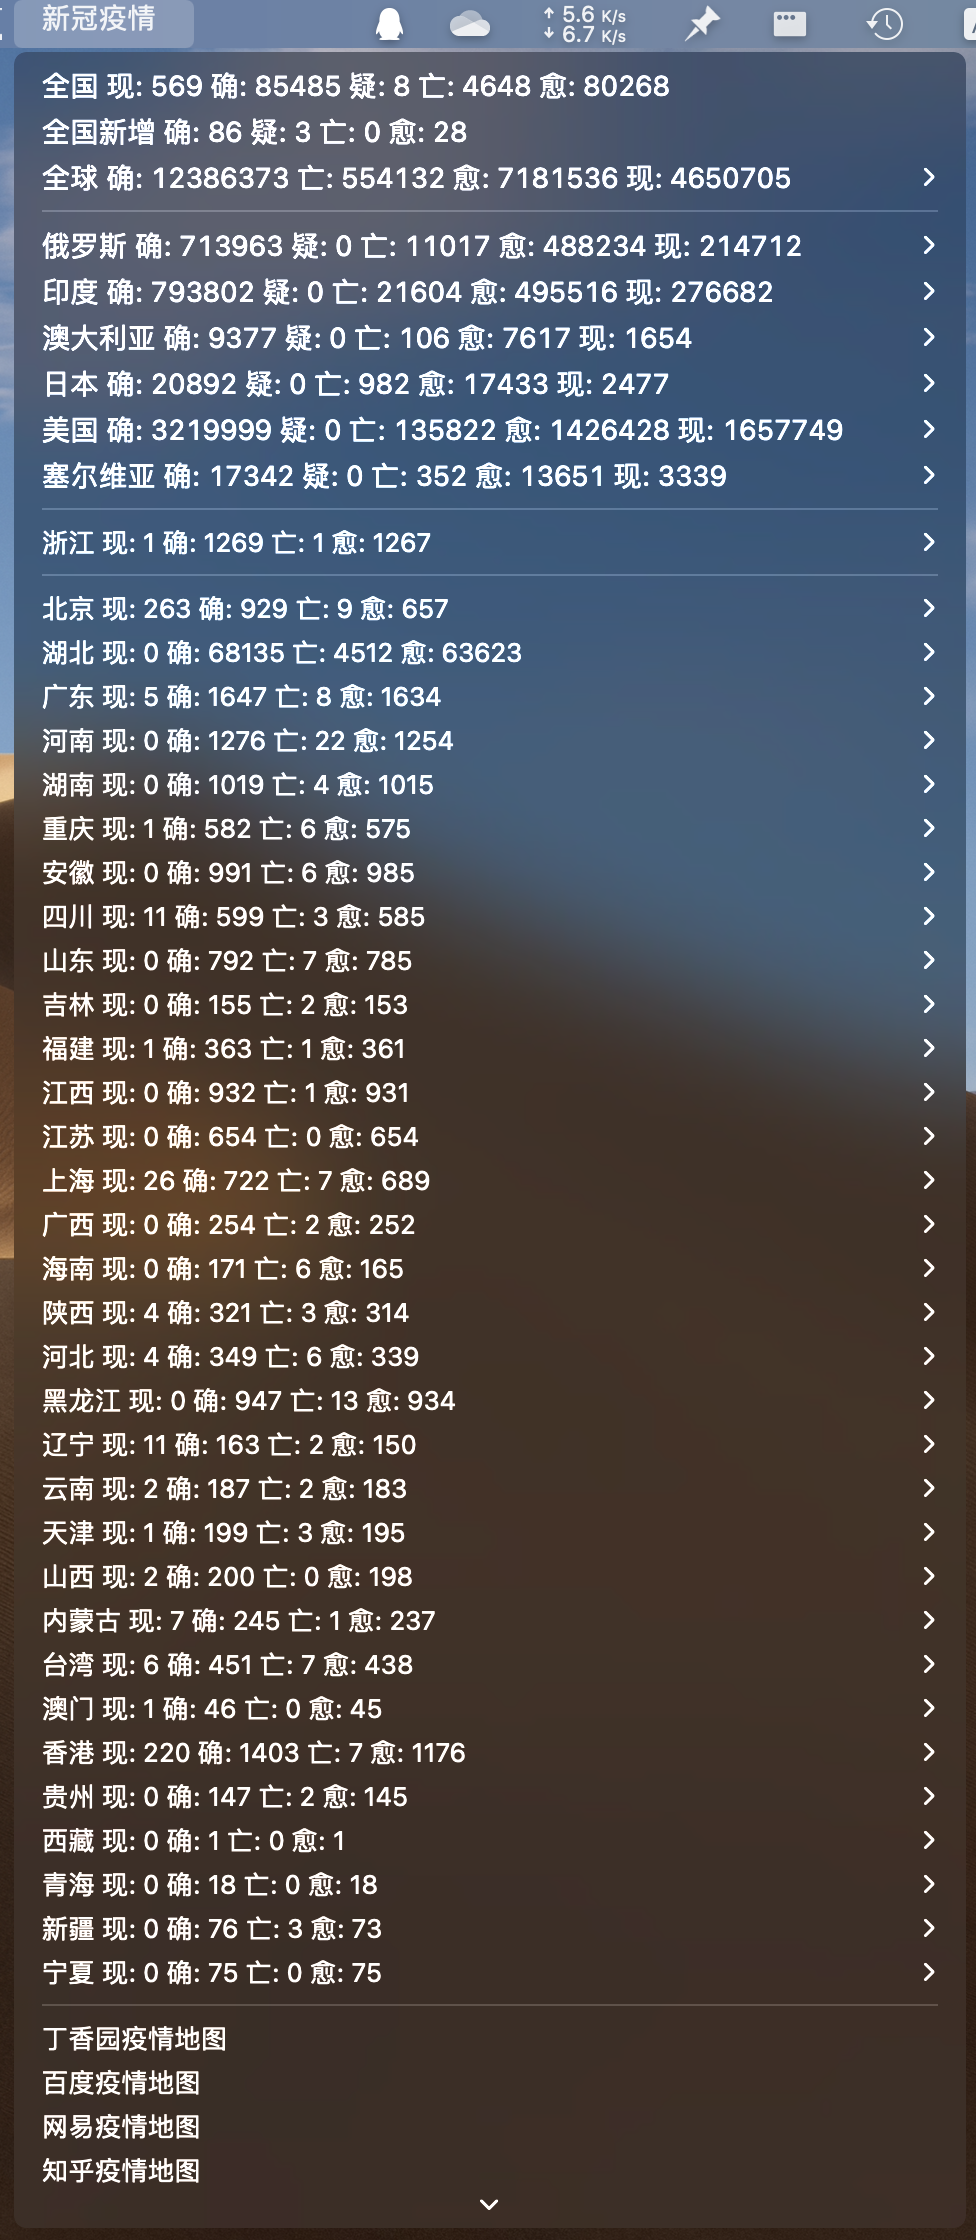 新冠疫情
↑ 5.6 K/s
↓ 6.7 K/s
全国 现: 569 确: 85485 疑: 8 亡: 4648 愈: 80268
全国新增 确: 86 疑: 3 亡: 0 愈: 28
全球 确: 12386373 亡: 554132 愈: 7181536 现: 4650705
俄罗斯 确: 713963 疑: 0 亡: 11017 愈: 488234 现: 214712
印度 确: 793802 疑: 0 亡: 21604 愈: 495516 现: 276682
澳大利亚 确: 9377 疑: 0 亡: 106 愈: 7617 现: 1654
日本 确: 20892 疑: 0 亡: 982 愈: 17433 现: 2477
美国 确: 3219999 疑: 0 亡: 135822 愈: 1426428 现: 1657749
塞尔维亚 确: 17342 疑: 0 亡: 352 愈: 13651 现: 3339
浙江 现: 1 确: 1269 亡: 1 愈: 1267
北京 现: 263 确: 929 亡: 9 愈: 657
湖北 现: 0 确: 68135 亡: 4512 愈: 63623
广东 现: 5 确: 1647 亡: 8 愈: 1634
河南 现: 0 确: 1276 亡: 22 愈: 1254
湖南 现: 0 确: 1019 亡: 4 愈: 1015
重庆 现: 1 确: 582 亡: 6 愈: 575
安徽 现: 0 确: 991 亡: 6 愈: 985
四川 现: 11 确: 599 亡: 3 愈: 585
山东 现: 0 确: 792 亡: 7 愈: 785
吉林 现: 0 确: 155 亡: 2 愈: 153
福建 现: 1 确: 363 亡: 1 愈: 361
江西 现: 0 确: 932 亡: 1 愈: 931
江苏 现: 0 确: 654 亡: 0 愈: 654
上海 现: 26 确: 722 亡: 7 愈: 689
广西 现: 0 确: 254 亡: 2 愈: 252
海南 现: 0 确: 171 亡: 6 愈: 165
陕西 现: 4 确: 321 亡: 3 愈: 314
河北 现: 4 确: 349 亡: 6 愈: 339
黑龙江 现: 0 确: 947 亡: 13 愈: 934
辽宁 现: 11 确: 163 亡: 2 愈: 150
云南 现: 2 确: 187 亡: 2 愈: 183
天津 现: 1 确: 199 亡: 3 愈: 195
山西 现: 2 确: 200 亡: 0 愈: 198
内蒙古 现: 7 确: 245 亡: 1 愈: 237
台湾 现: 6 确: 451 亡: 7 愈: 438
澳门 现: 1 确: 46 亡: 0 愈: 45
香港 现: 220 确: 1403 亡: 7 愈: 1176
贵州 现: 0 确: 147 亡: 2 愈: 145
西藏 现: 0 确: 1 亡: 0 愈: 1
青海 现: 0 确: 18 亡: 0 愈: 18
新疆 现: 0 确: 76 亡: 3 愈: 73
宁夏 现: 0 确: 75 亡: 0 愈: 75
丁香园疫情地图
百度疫情地图
网易疫情地图
知乎疫情地图